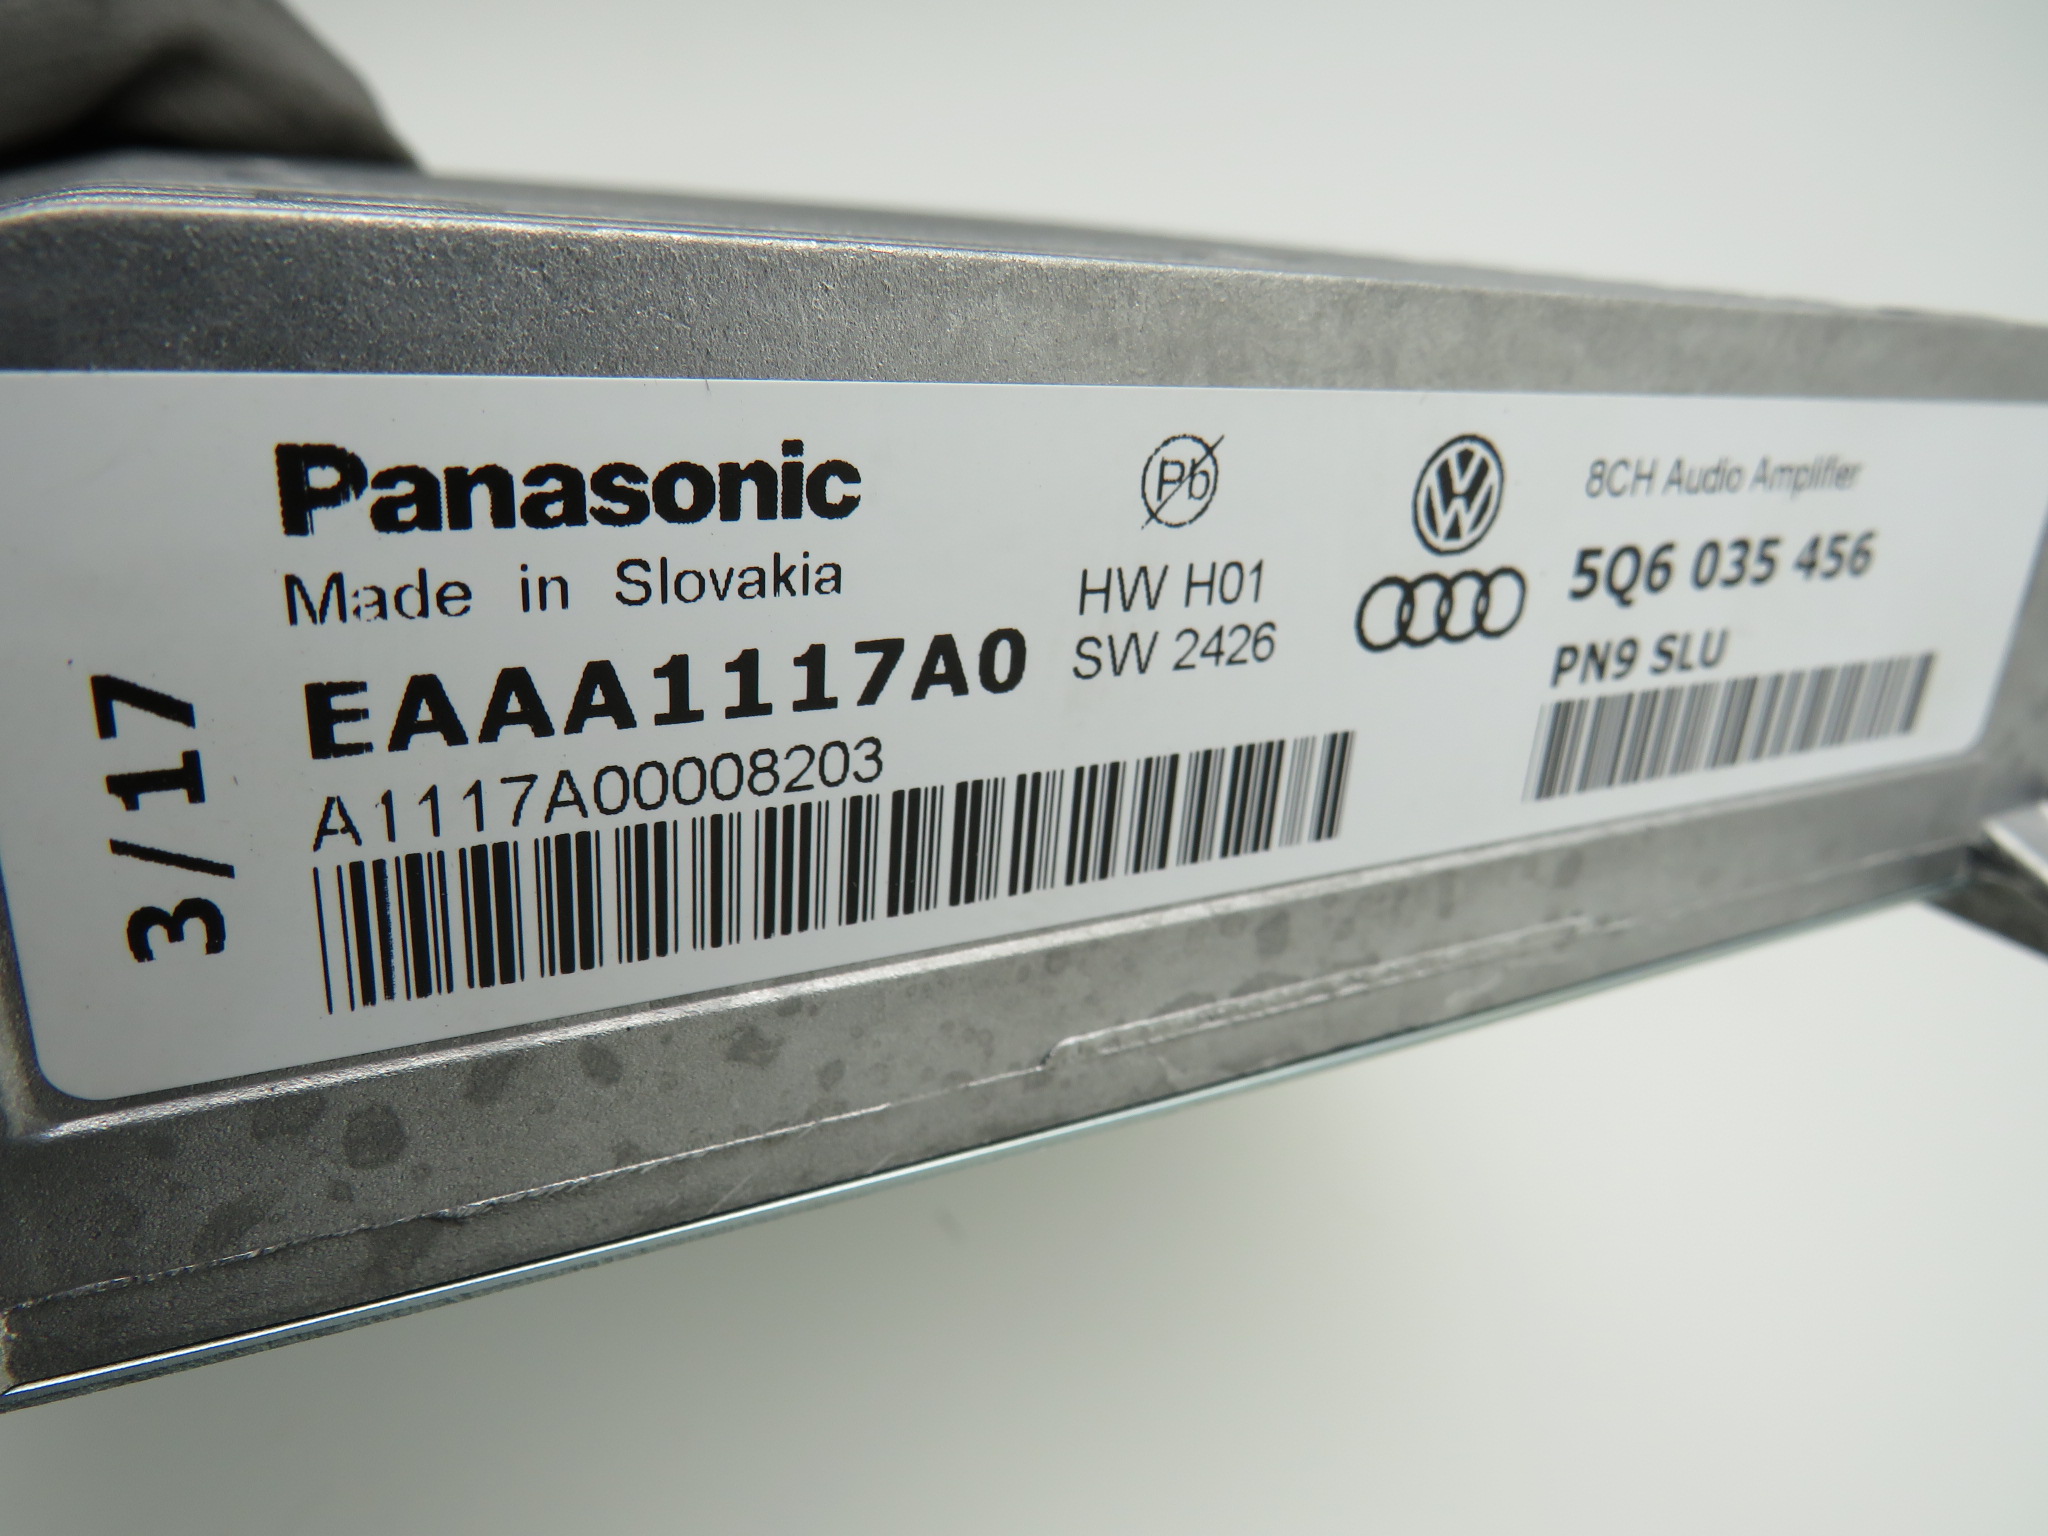 Panasonic
Made in Slovakia
EAAA1117A0
A1117A00008203
3/17
Pb
HW H01
SW 2426
8CH Audio Amplifier
5Q6 035 456
PN9 SLU